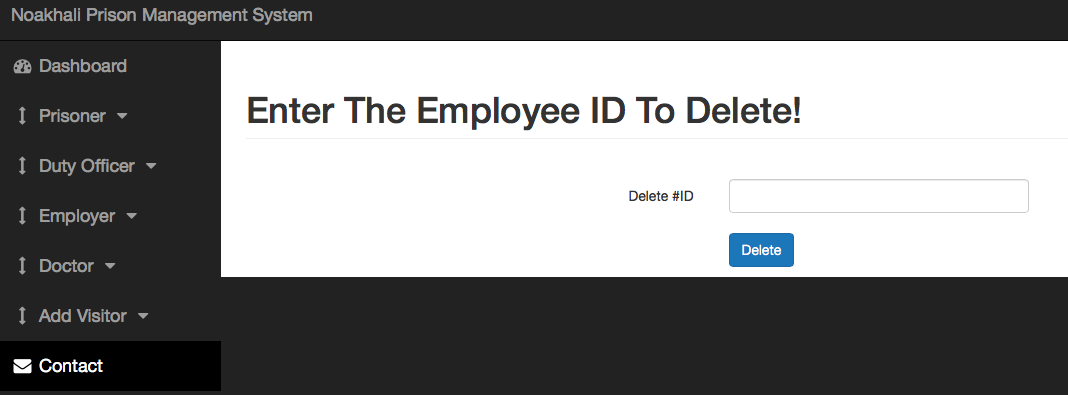 Noakhali Prison Management System
Dashboard
Prisoner
Duty Officer
Employer
Doctor
Add Visitor
Contact
Enter The Employee ID To Delete!
Delete #ID
Delete